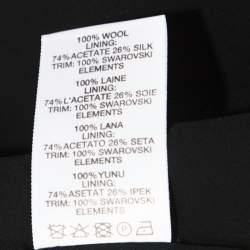 100% WOOL
LINING:
74% ACETATE 26% SILK
TRIM: 100% SWAROVSKI
ELEMENTS
100% LAINE
LINING:
74% L'ACETATE 26% SOIE
TRIM: 100% SWAROVSKI
ELEMENTS
100% LANA
LINING:
74% ACETATO 26% SETA
TRIM: 100% SWAROVSKI
ELEMENTS
100% YUNU
LINING:
74% ASETAT 26% IPEK
TRIM: 100% SWAROVSKI
ELEMENTS